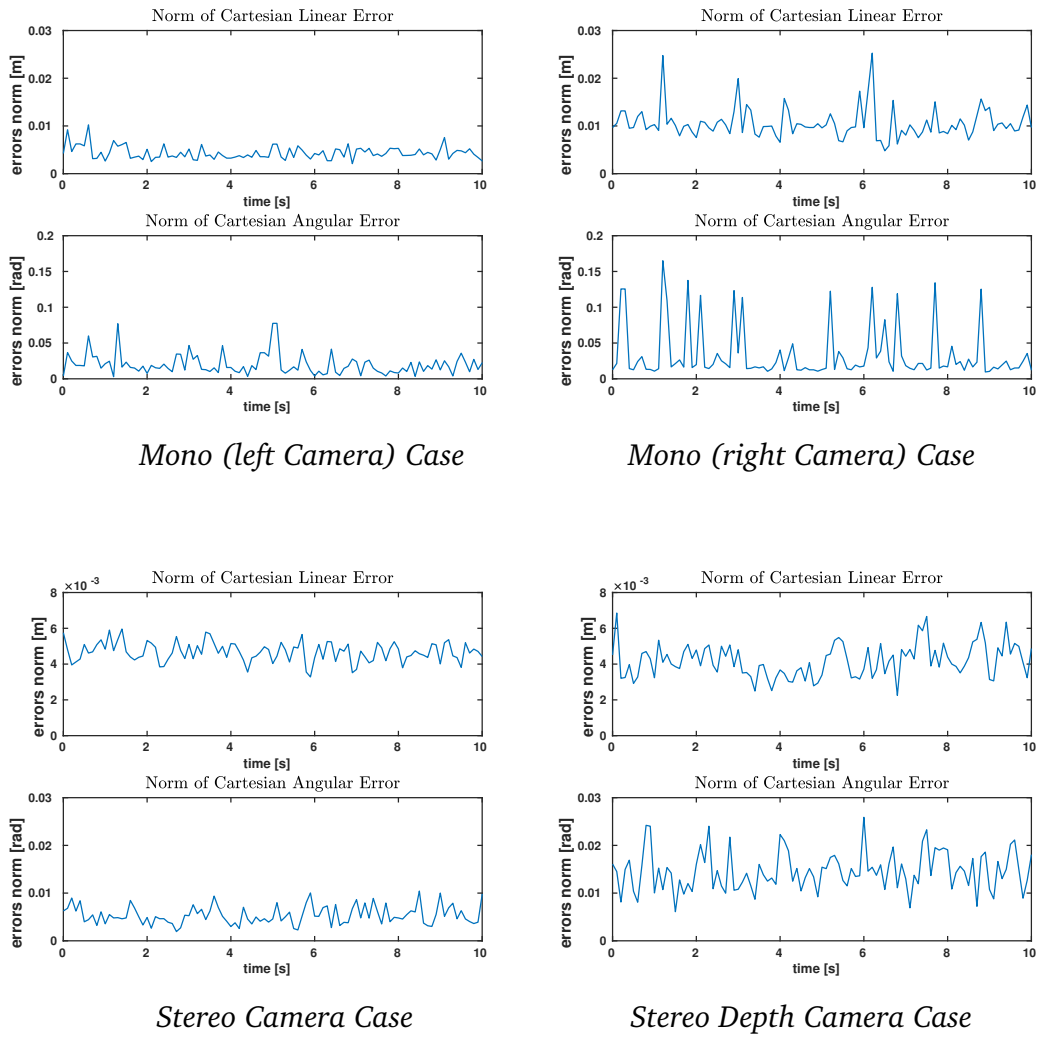 Norm of Cartesian Linear Error
errors norm [m]
0.03
0.02
0.01
0
0 2 4 6 8 10
time [s]
Norm of Cartesian Angular Error
errors norm [rad]
0.2
0.15
0.1
0.05
0
0 2 4 6 8 10
time [s]
Mono (left Camera) Case
Norm of Cartesian Linear Error
errors norm [m]
0.03
0.02
0.01
0
0 2 4 6 8 10
time [s]
Norm of Cartesian Angular Error
errors norm [rad]
0.2
0.15
0.1
0.05
0
0 2 4 6 8 10
time [s]
Mono (right Camera) Case
Norm of Cartesian Linear Error
×10 -3
errors norm [m]
8
6
4
2
0
0 2 4 6 8 10
time [s]
Norm of Cartesian Angular Error
errors norm [rad]
0.03
0.02
0.01
0
0 2 4 6 8 10
time [s]
Stereo Camera Case
Norm of Cartesian Linear Error
×10 -3
errors norm [m]
8
6
4
2
0
0 2 4 6 8 10
time [s]
Norm of Cartesian Angular Error
errors norm [rad]
0.03
0.02
0.01
0
0 2 4 6 8 10
time [s]
Stereo Depth Camera Case